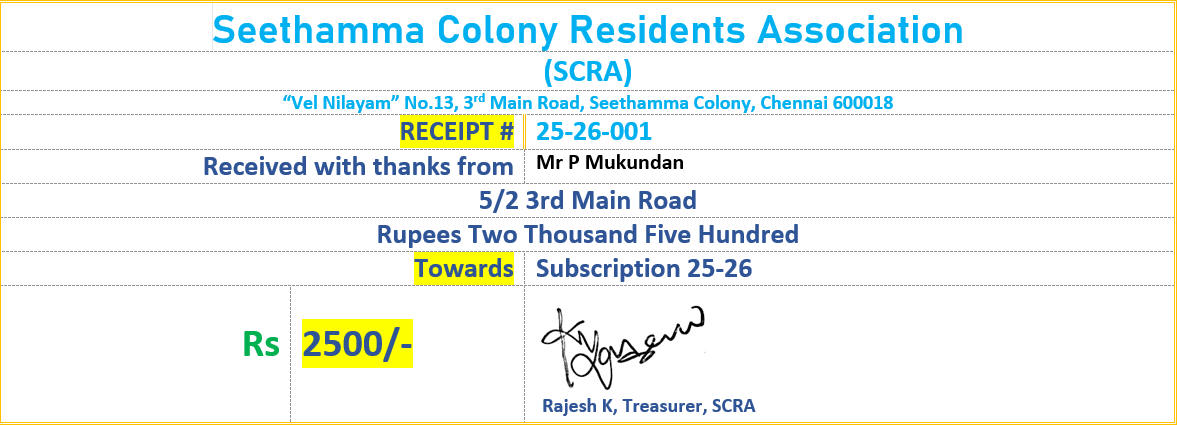 Seethamma Colony Residents Association
(SCRA)
“Vel Nilayam” No.13, 3rd Main Road, Seethamma Colony, Chennai 600018
RECEIPT # 25-26-001
Received with thanks from Mr P Mukundan
5/2 3rd Main Road
Rupees Two Thousand Five Hundred
Towards Subscription 25-26
Rs 2500/-
Rajesh K, Treasurer, SCRA